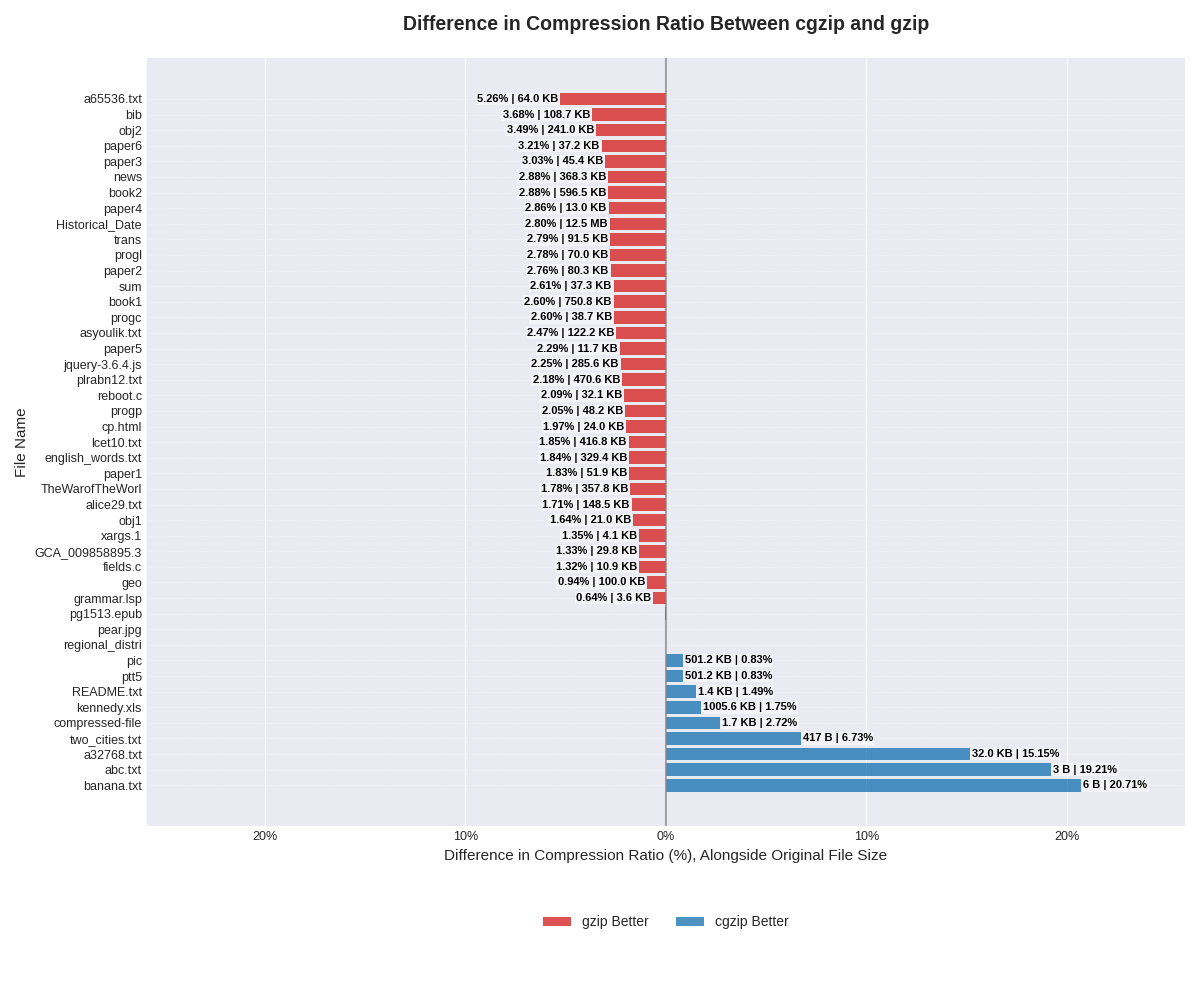 Difference in Compression Ratio Between cgzip and gzip
File Name
a65536.txt 5.26% | 64.0 KB
bib 3.68% | 108.7 KB
obj2 3.49% | 241.0 KB
paper6 3.21% | 37.2 KB
paper3 3.03% | 45.4 KB
news 2.88% | 368.3 KB
book2 2.88% | 596.5 KB
paper4 2.86% | 13.0 KB
Historical_Date 2.80% | 12.5 MB
trans 2.79% | 91.5 KB
progl 2.78% | 70.0 KB
paper2 2.76% | 80.3 KB
sum 2.61% | 37.3 KB
book1 2.60% | 750.8 KB
progc 2.60% | 38.7 KB
asyoulik.txt 2.47% | 122.2 KB
paper5 2.29% | 11.7 KB
jquery-3.6.4.js 2.25% | 285.6 KB
plrabn12.txt 2.18% | 470.6 KB
reboot.c 2.09% | 32.1 KB
progp 2.05% | 48.2 KB
cp.html 1.97% | 24.0 KB
lcet10.txt 1.85% | 416.8 KB
english_words.txt 1.84% | 329.4 KB
paper1 1.83% | 51.9 KB
TheWarofTheWorl 1.78% | 357.8 KB
alice29.txt 1.71% | 148.5 KB
obj1 1.64% | 21.0 KB
xargs.1 1.35% | 4.1 KB
GCA_009858895.3 1.33% | 29.8 KB
fields.c 1.32% | 10.9 KB
geo 0.94% | 100.0 KB
grammar.lsp 0.64% | 3.6 KB
pg1513.epub
pear.jpg
regional_distri
pic 501.2 KB | 0.83%
ptt5 501.2 KB | 0.83%
README.txt 1.4 KB | 1.49%
kennedy.xls 1005.6 KB | 1.75%
compressed-file 1.7 KB | 2.72%
two_cities.txt 417 B | 6.73%
a32768.txt 32.0 KB | 15.15%
abc.txt 3 B | 19.21%
banana.txt 6 B | 20.71%
20% 10% 0% 10% 20%
Difference in Compression Ratio (%), Alongside Original File Size
gzip Better cgzip Better